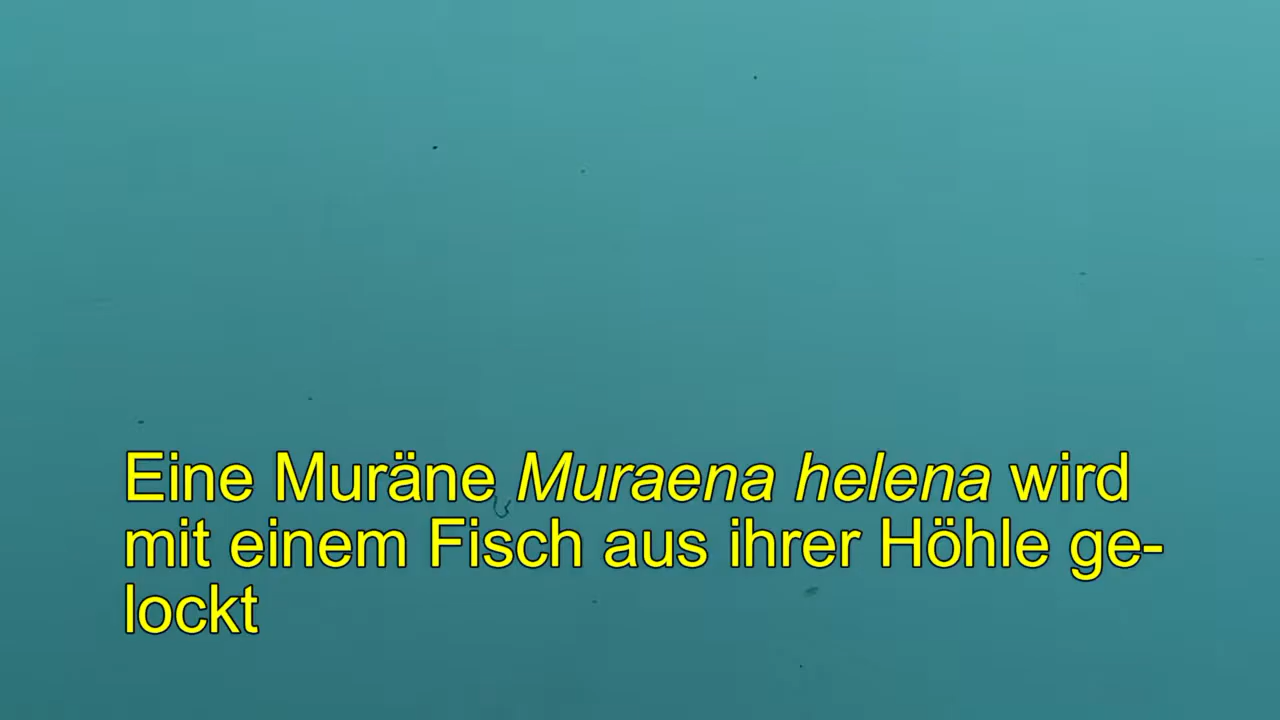 Eine Muräne Muraena helena wird
mit einem Fisch aus ihrer Höhle ge-
lockt